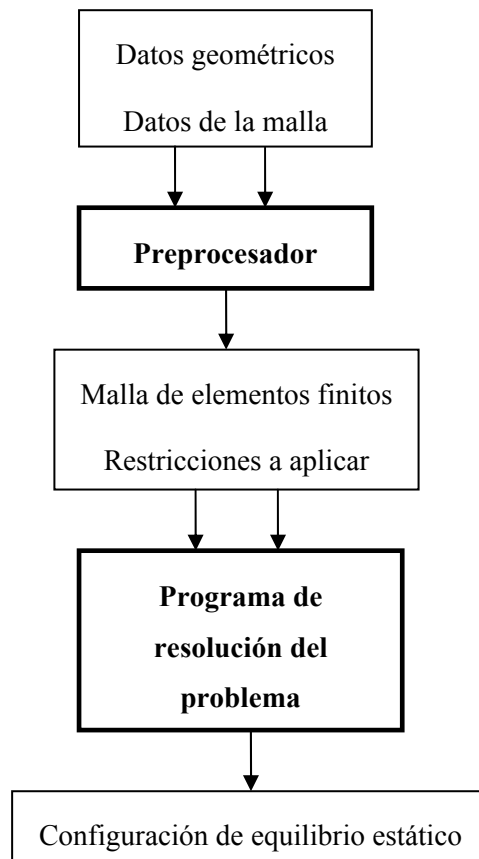 Datos geométricos
Datos de la malla
Preprocesador
Malla de elementos finitos
Restricciones a aplicar
Programa de
resolución del
problema
Configuración de equilibrio estático